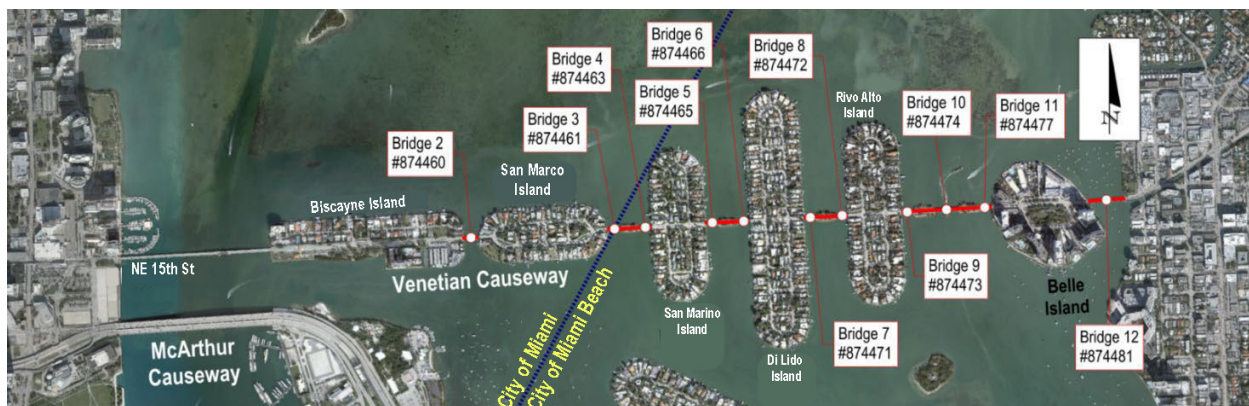 Bridge 2
#874460
Bridge 3
#874461
Bridge 4
#874463
Bridge 5
#874465
Bridge 6
#874466
Bridge 8
#874472
Rivo Alto
Island
Bridge 10
#874474
Bridge 11
#874477
N
San Marco
Island
Biscayne Island
NE 15th St
Venetian Causeway
McArthur
Causeway
City of Miami
City of Miami Beach
San Marino
Island
Di Lido
Island
Bridge 7
#874471
Bridge 9
#874473
Belle
Island
Bridge 12
#874481